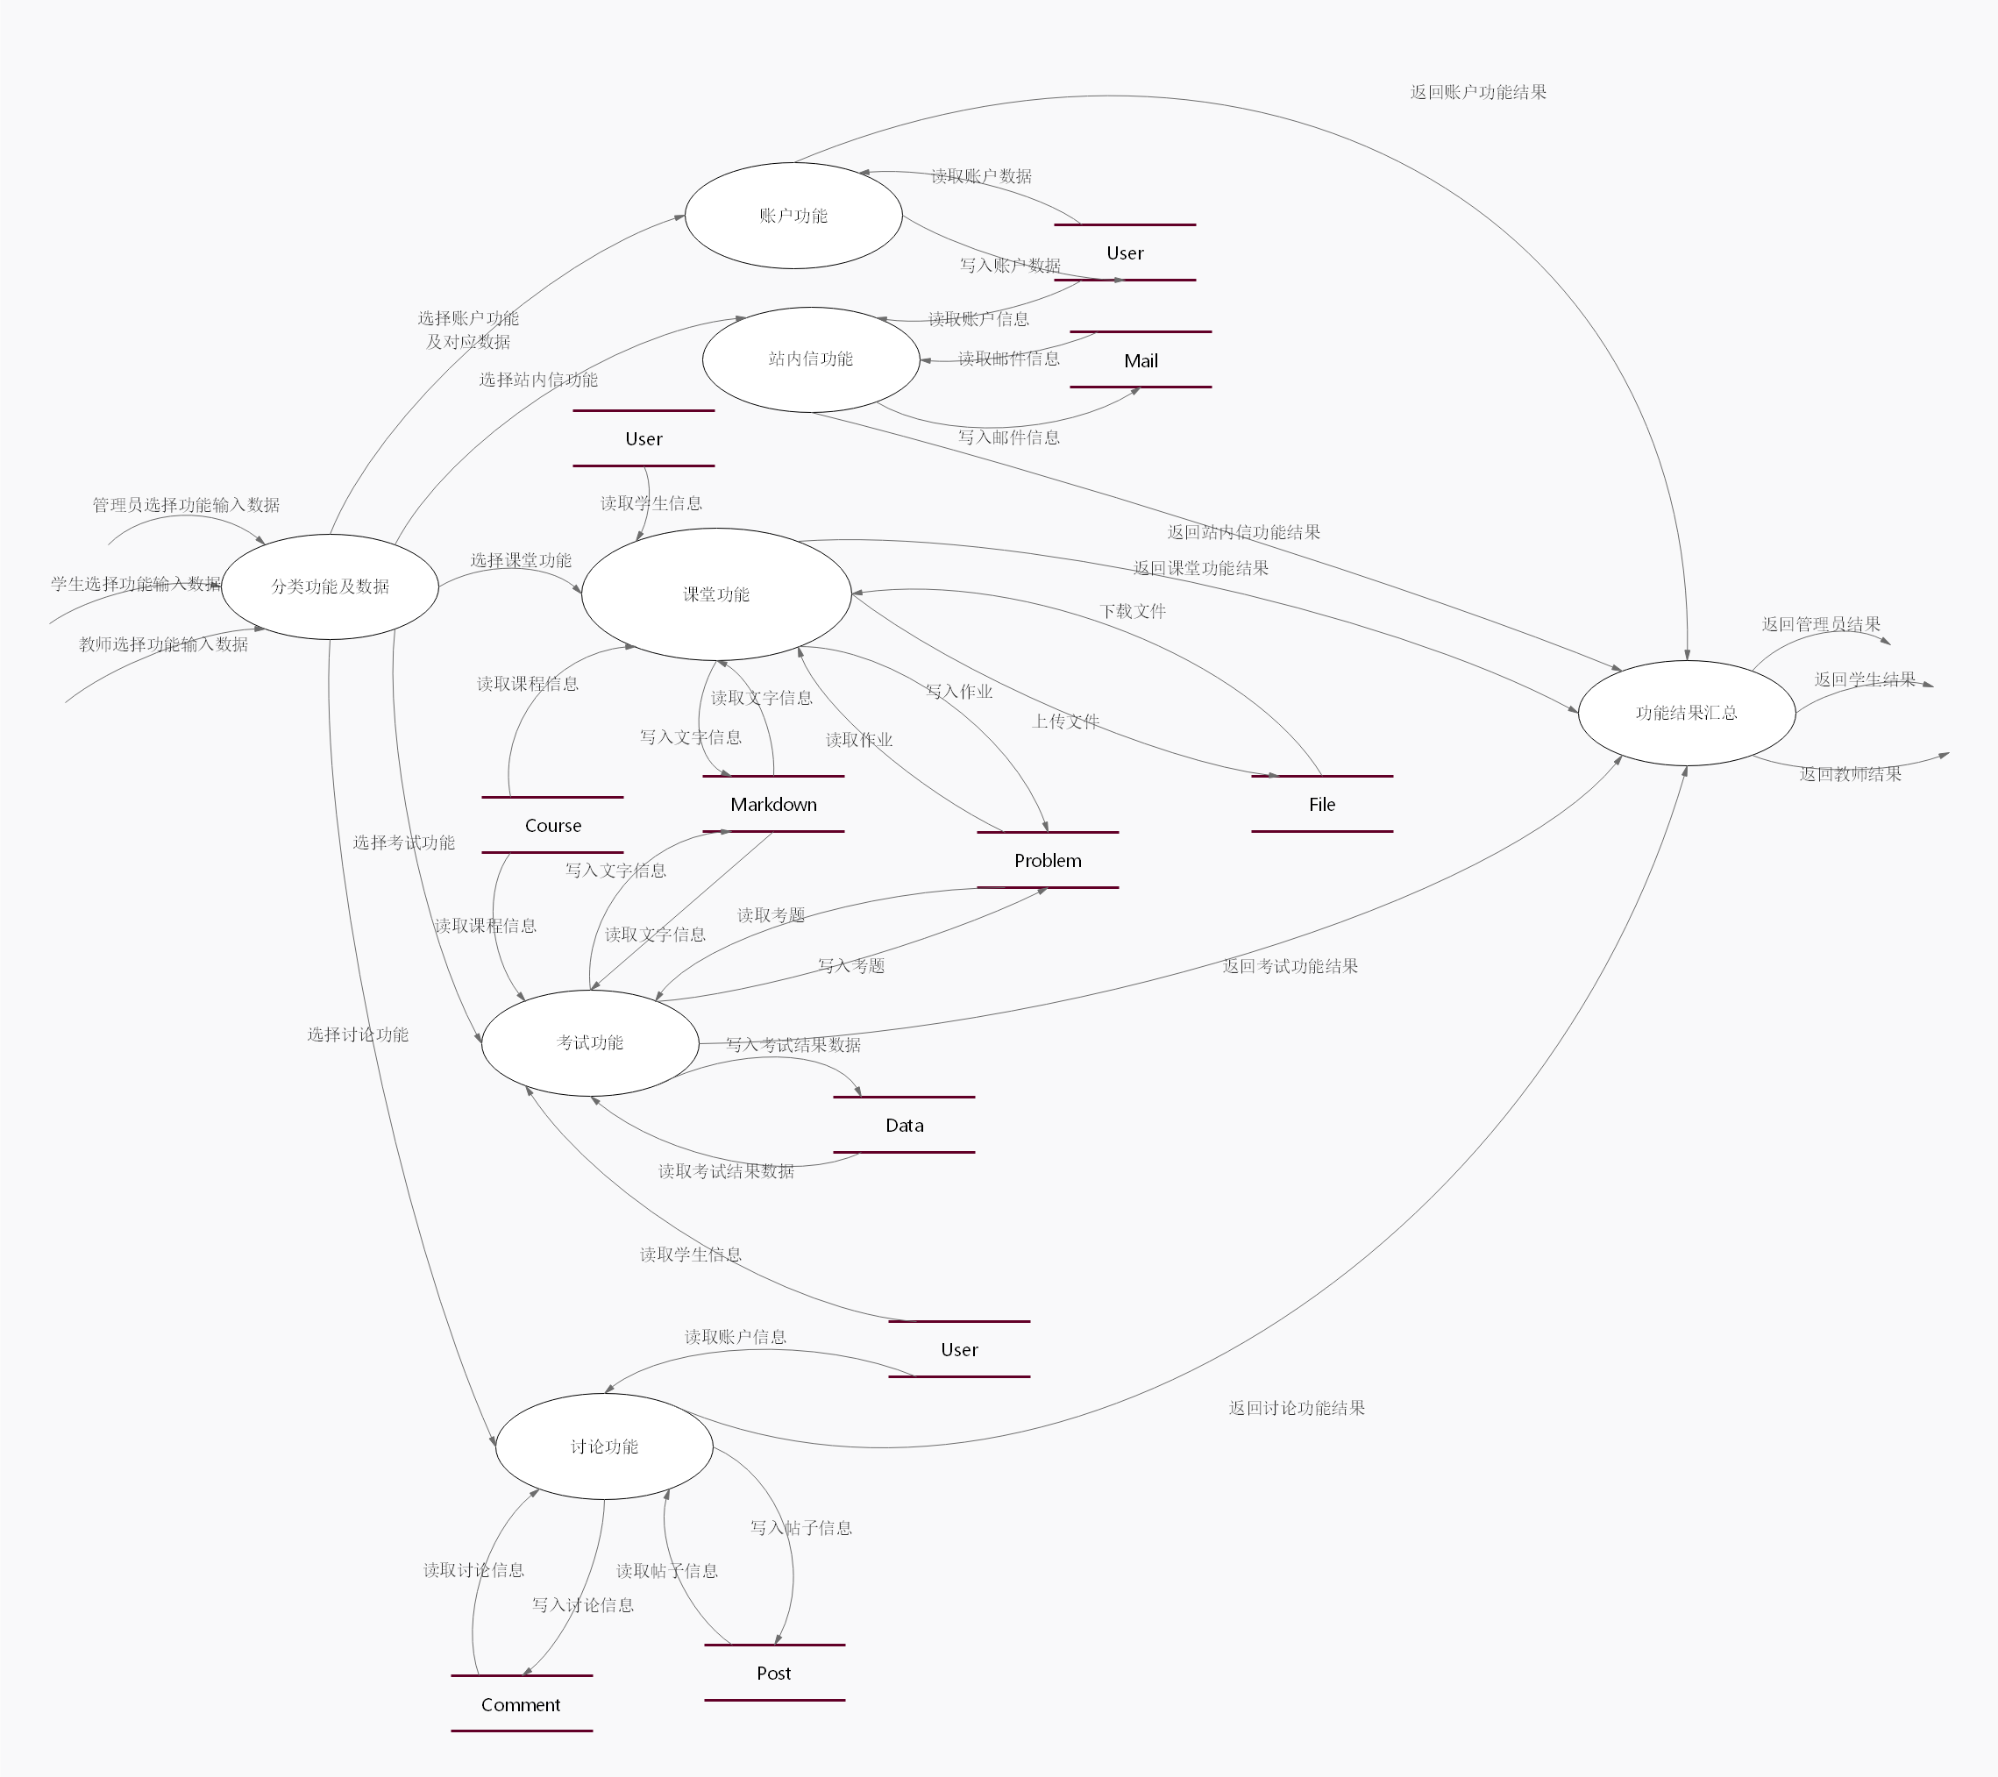 返回账户功能结果
读取账户数据
账户功能
User
写入账户数据
选择账户功能
及对应数据
读取账户信息
站内信功能
读取邮件信息
Mail
选择站内信功能
User
写入邮件信息
管理员选择功能输入数据
读取学生信息
返回站内信功能结果
选择课堂功能
返回课堂功能结果
学生选择功能输入数据
分类功能及数据
课堂功能
下载文件
返回管理员结果
教师选择功能输入数据
返回学生结果
读取课程信息
读取文字信息
写入作业
功能结果汇总
上传文件
写入文字信息
读取作业
返回教师结果
Markdown
File
Course
选择考试功能
Problem
写入文字信息
读取考题
读取课程信息
读取文字信息
写入考题
返回考试功能结果
选择讨论功能
考试功能
写入考试结果数据
Data
读取考试结果数据
读取学生信息
读取账户信息
User
返回讨论功能结果
讨论功能
写入帖子信息
读取讨论信息
读取帖子信息
写入讨论信息
Post
Comment